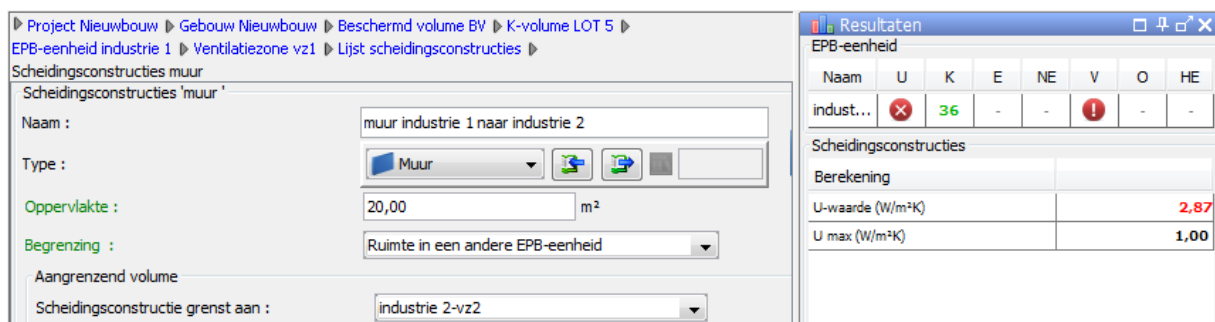 Project Nieuwbouw Gebouw Nieuwbouw Beschermd volume BV K-volume LOT 5
EPB-eenheid industrie 1 Ventilatiezone vz1 Lijst scheidingsconstructies
Scheidingsconstructies muur
Scheidingsconstructies 'muur '
Naam : muur industrie 1 naar industrie 2
Type : Muur
Oppervlakte : 20,00 m²
Begrenzing : Ruimte in een andere EPB-eenheid
Aangrenzend volume
Scheidingsconstructie grenst aan : industrie 2-vz2
Resultaten
EPB-eenheid
Naam U K E NE V O HE
indust... 36 - - - -
Scheidingsconstructies
Berekening
U-waarde (W/m²K) 2,87
U max (W/m²K) 1,00